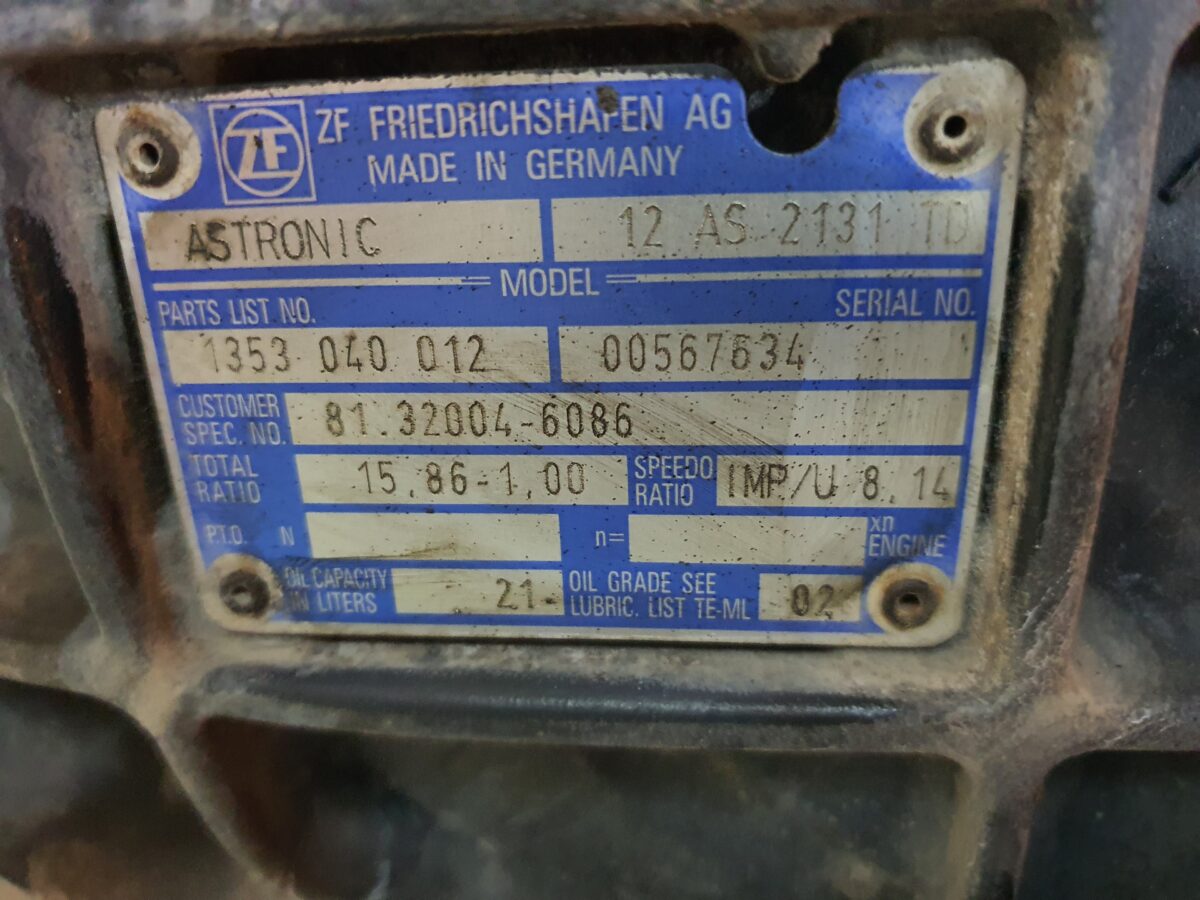 ZF
ZF FRIEDRICHSHAFEN AG
MADE IN GERMANY
ASTRONIC 12 AS 2131 TD
MODEL
PARTS LIST NO. SERIAL NO.
1353 040 012 00567634
CUSTOMER SPEC. NO. 81.32004-6086
TOTAL RATIO 15,86-1,00 SPEEDO RATIO IMP/U 8,14
P.T.O. N n= xn ENGINE
OIL CAPACITY IN LITERS 21 OIL GRADE SEE LUBRIC. LIST TE-ML 02